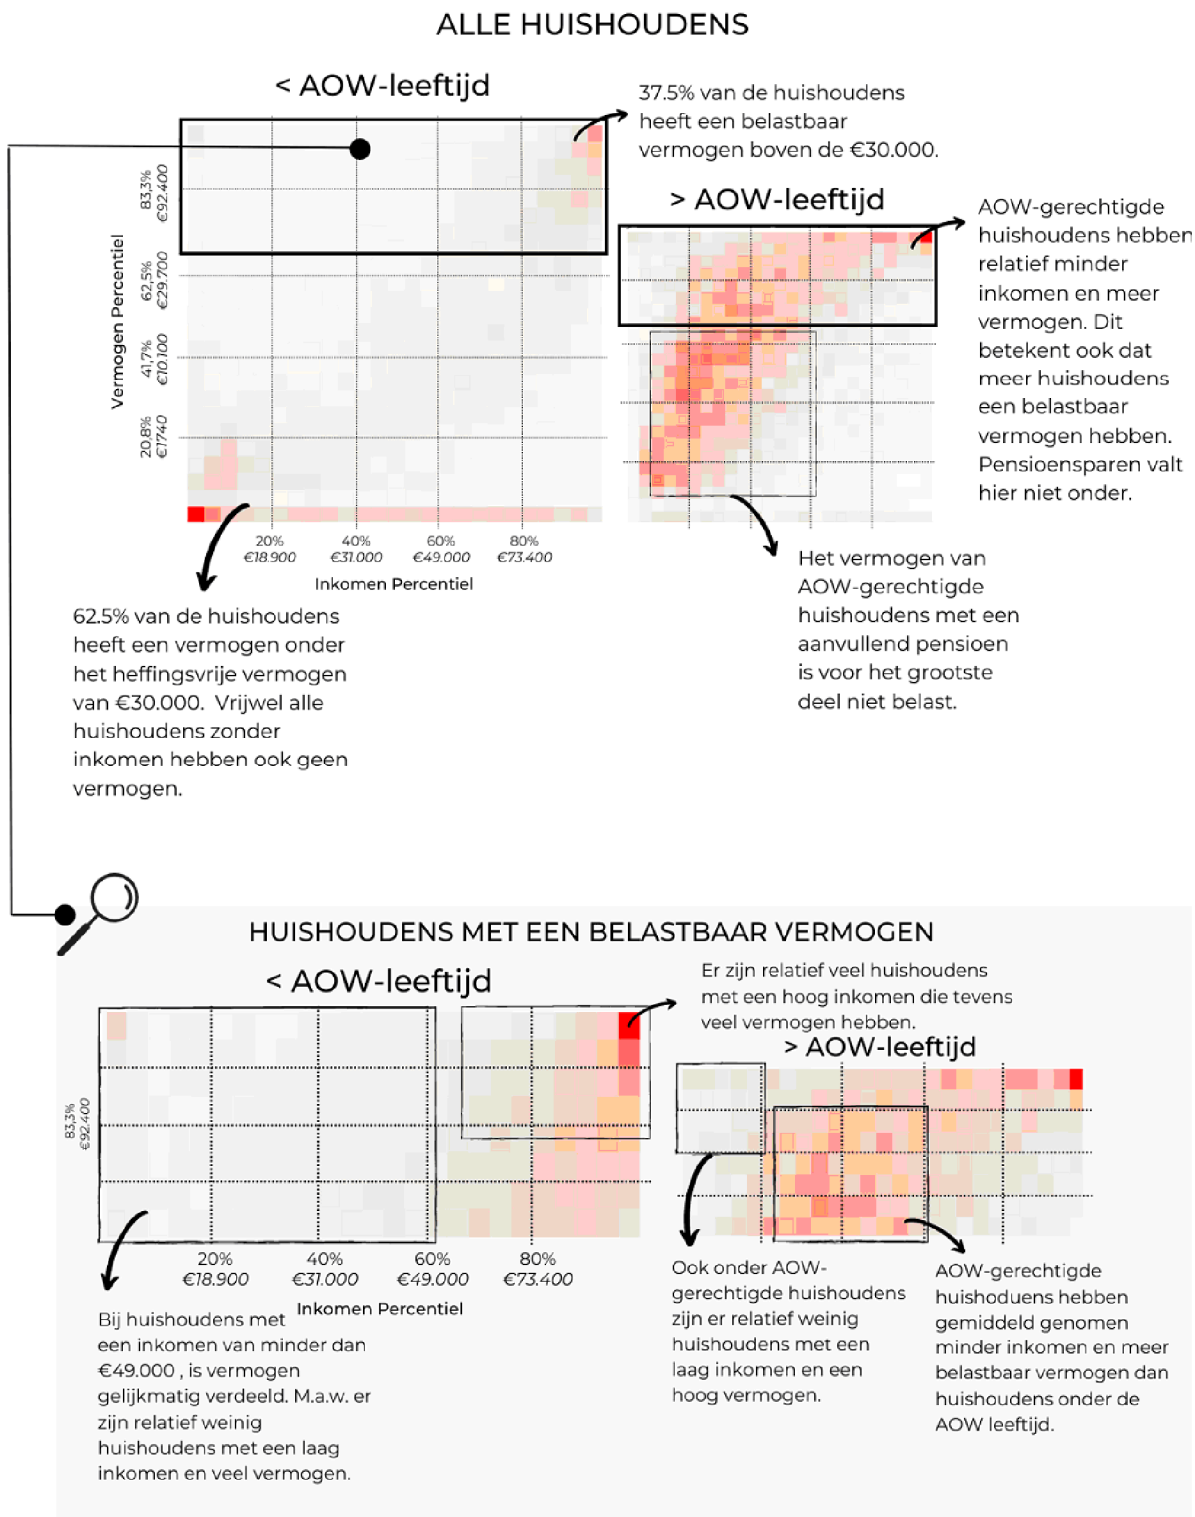 ALLE HUISHOUDENS
< AOW-leeftijd
37.5% van de huishoudens
heeft een belastbaar
vermogen boven de €30.000.
> AOW-leeftijd
AOW-gerechtigde
huishoudens hebben
relatief minder
inkomen en meer
vermogen. Dit
betekent ook dat
meer huishoudens
een belastbaar
vermogen hebben.
Pensioensparen valt
hier niet onder.
Vermogen Percentiel
83,3%
€92.400
62,5%
€29.700
41,7%
€10.100
20,8%
€1740
20%
€18.900
40%
€31.000
60%
€49.000
80%
€73.400
Inkomen Percentiel
Het vermogen van
AOW-gerechtigde
huishoudens met een
aanvullend pensioen
is voor het grootste
deel niet belast.
62.5% van de huishoudens
heeft een vermogen onder
het heffingsvrije vermogen
van €30.000. Vrijwel alle
huishoudens zonder
inkomen hebben ook geen
vermogen.
HUISHOUDENS MET EEN BELASTBAAR VERMOGEN
< AOW-leeftijd
Er zijn relatief veel huishoudens
met een hoog inkomen die tevens
veel vermogen hebben.
> AOW-leeftijd
83,3%
€92.400
20%
€18.900
40%
€31.000
60%
€49.000
80%
€73.400
Inkomen Percentiel
Bij huishoudens met
een inkomen van minder dan
€49.000 , is vermogen
gelijkmatig verdeeld. M.a.w. er
zijn relatief weinig
huishoudens met een laag
inkomen en veel vermogen.
Ook onder AOW-
gerechtigde huishoudens
zijn er relatief weinig
huishoudens met een
laag inkomen en een
hoog vermogen.
AOW-gerechtigde
huishoduens hebben
gemiddeld genomen
minder inkomen en meer
belastbaar vermogen dan
huishoudens onder de
AOW leeftijd.